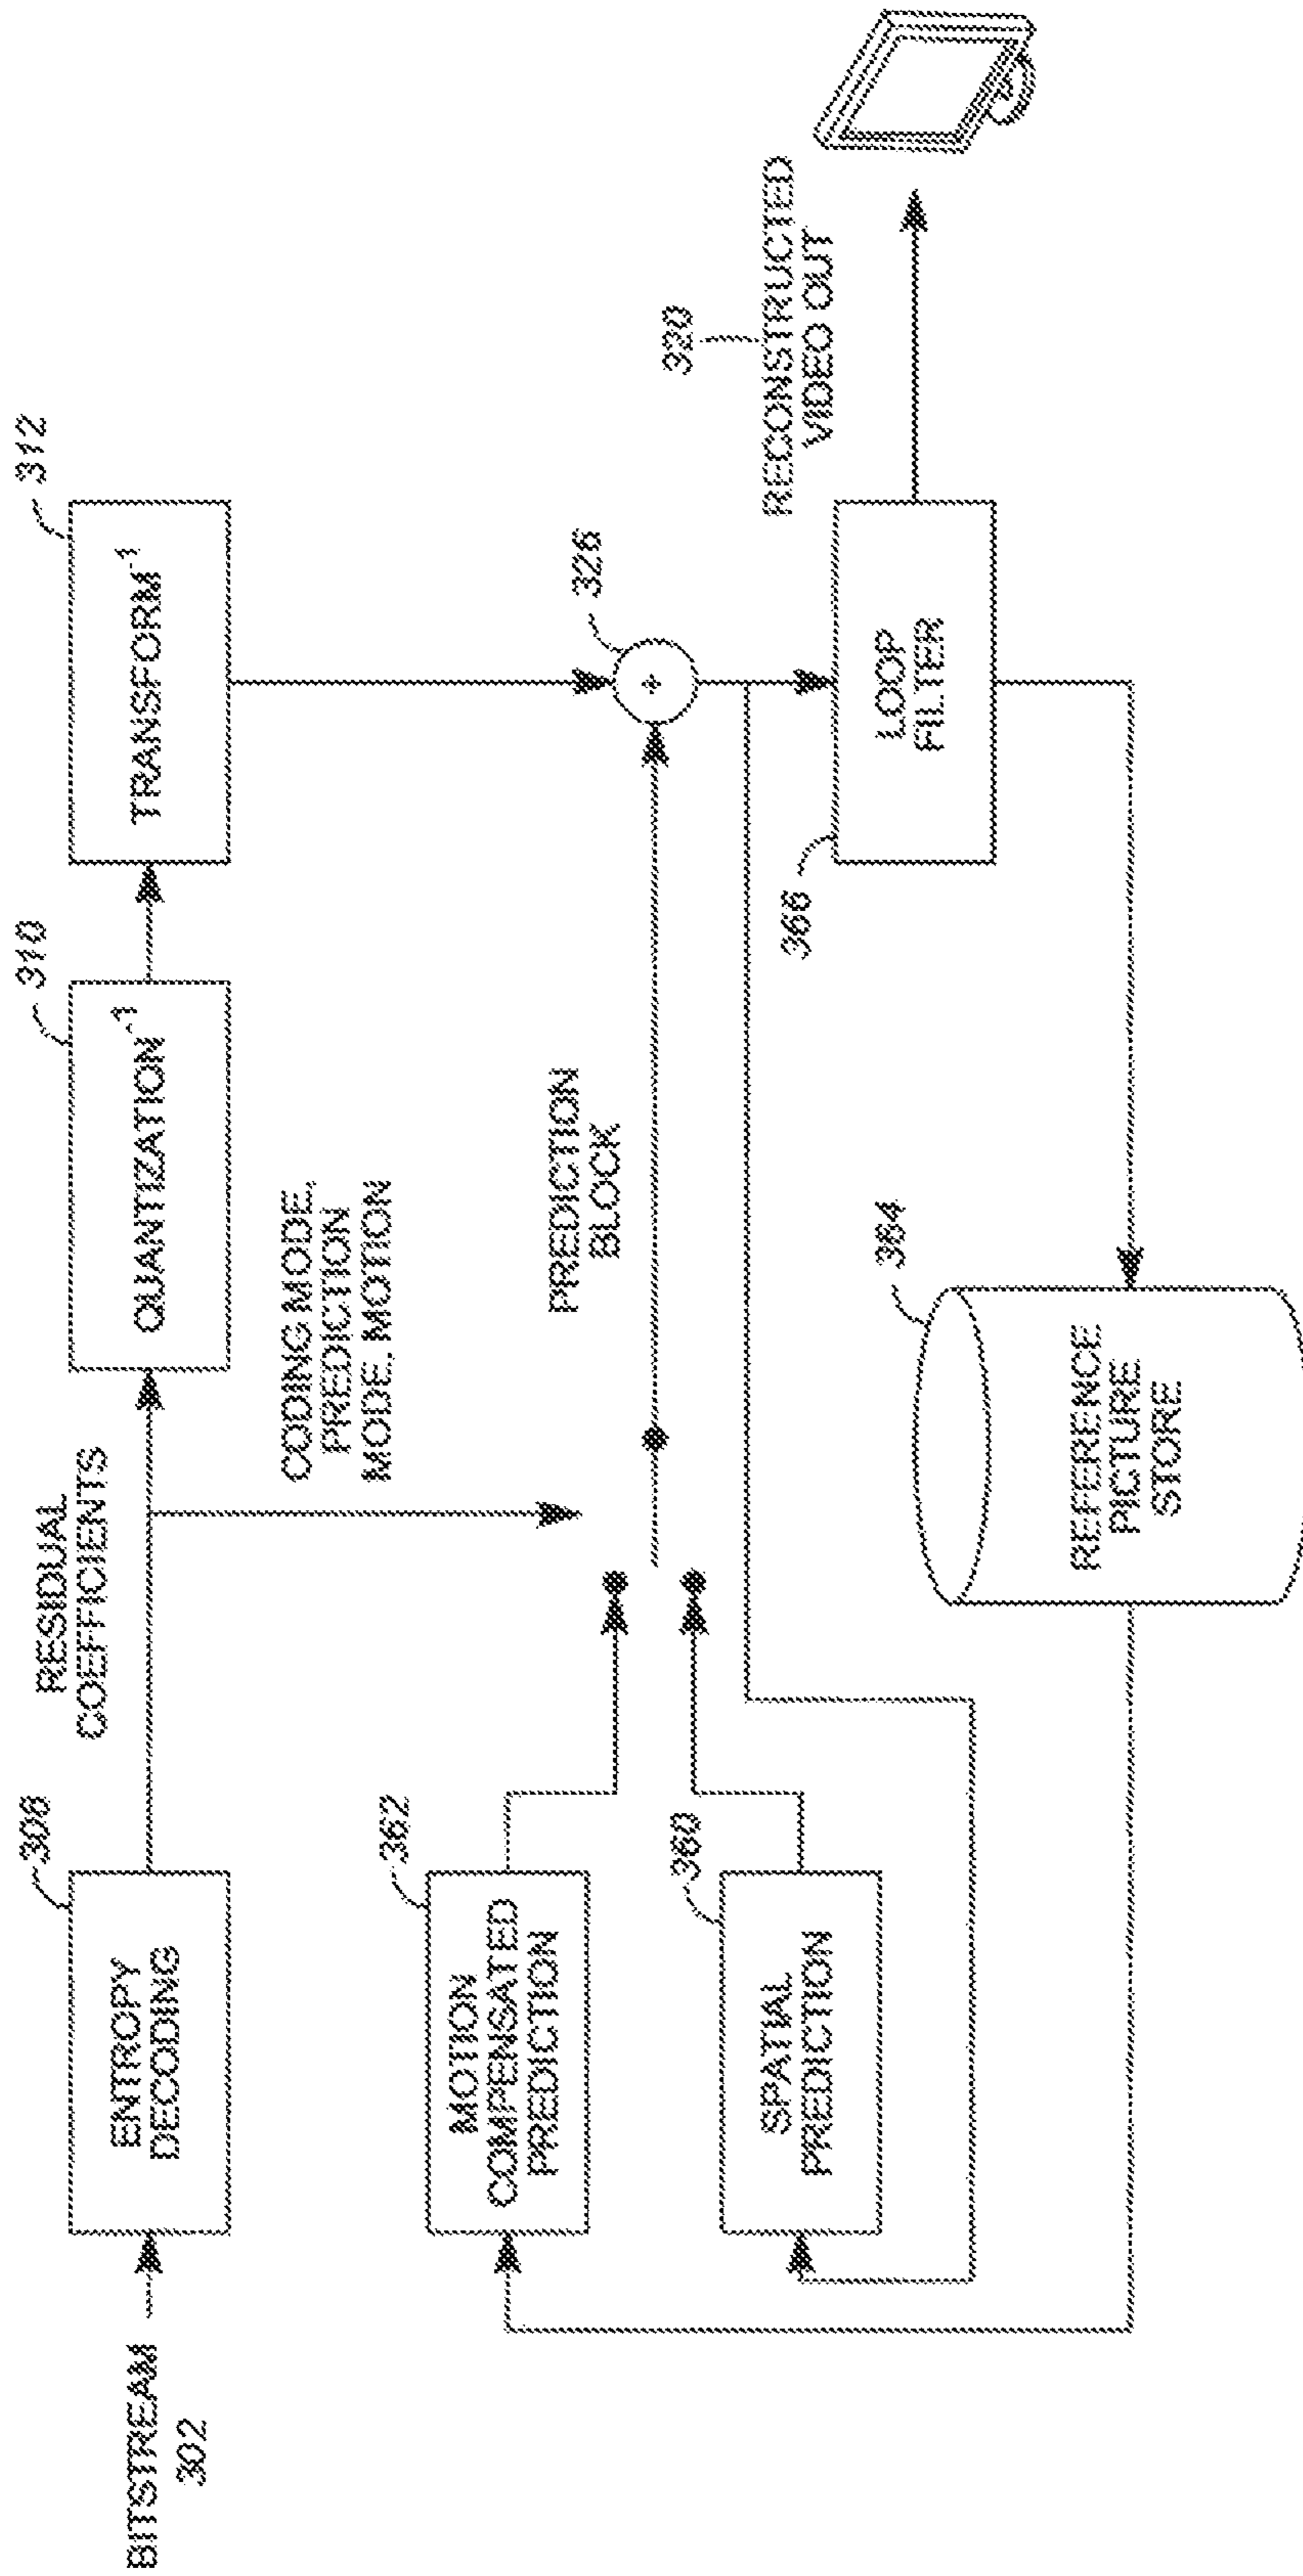 BITSTREAM
302
308
ENTROPY
DECODING
RESIDUAL
COEFFICIENTS
310
QUANTIZATION-1
312
TRANSFORM-1
CODING MODE,
PREDICTION
MODE, MOTION
362
MOTION
COMPENSATED
PREDICTION
360
SPATIAL
PREDICTION
PREDICTION
BLOCK
326
+
366
LOOP
FILTER
320
RECONSTRUCTED
VIDEO OUT
364
REFERENCE
PICTURE
STORE